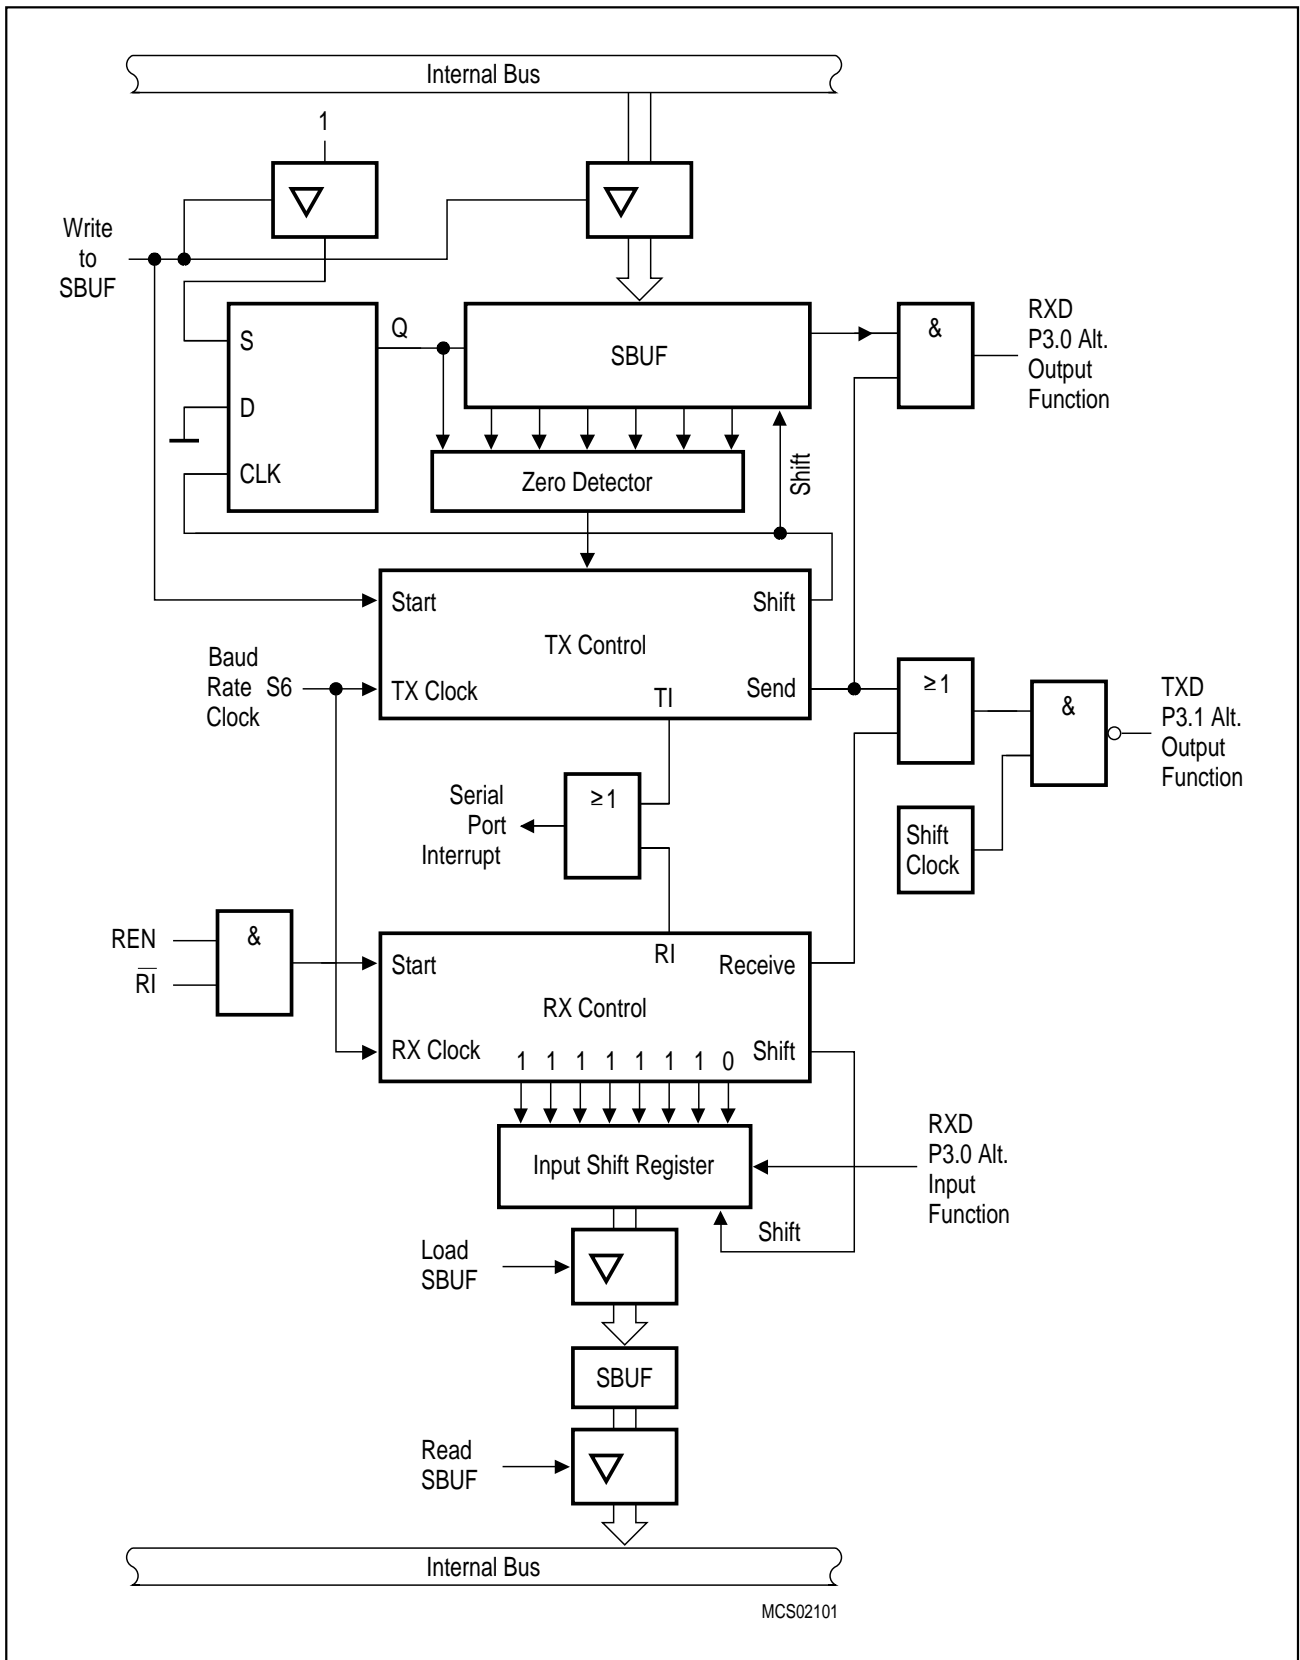 Internal Bus
1
Write
to
SBUF
S
D
CLK
Q
SBUF
&
RXD
P3.0 Alt.
Output
Function
Zero Detector
Shift
Start
Shift
TX Control
Baud
Rate S6
Clock
TX Clock
TI
Send
≥1
&
TXD
P3.1 Alt.
Output
Function
Serial
Port
Interrupt
≥1
Shift
Clock
REN
R̅I̅
&
Start
RI
Receive
RX Control
RX Clock
1 1 1 1 1 1 1 0
Shift
Input Shift Register
RXD
P3.0 Alt.
Input
Function
Shift
Load
SBUF
SBUF
Read
SBUF
Internal Bus
MCS02101